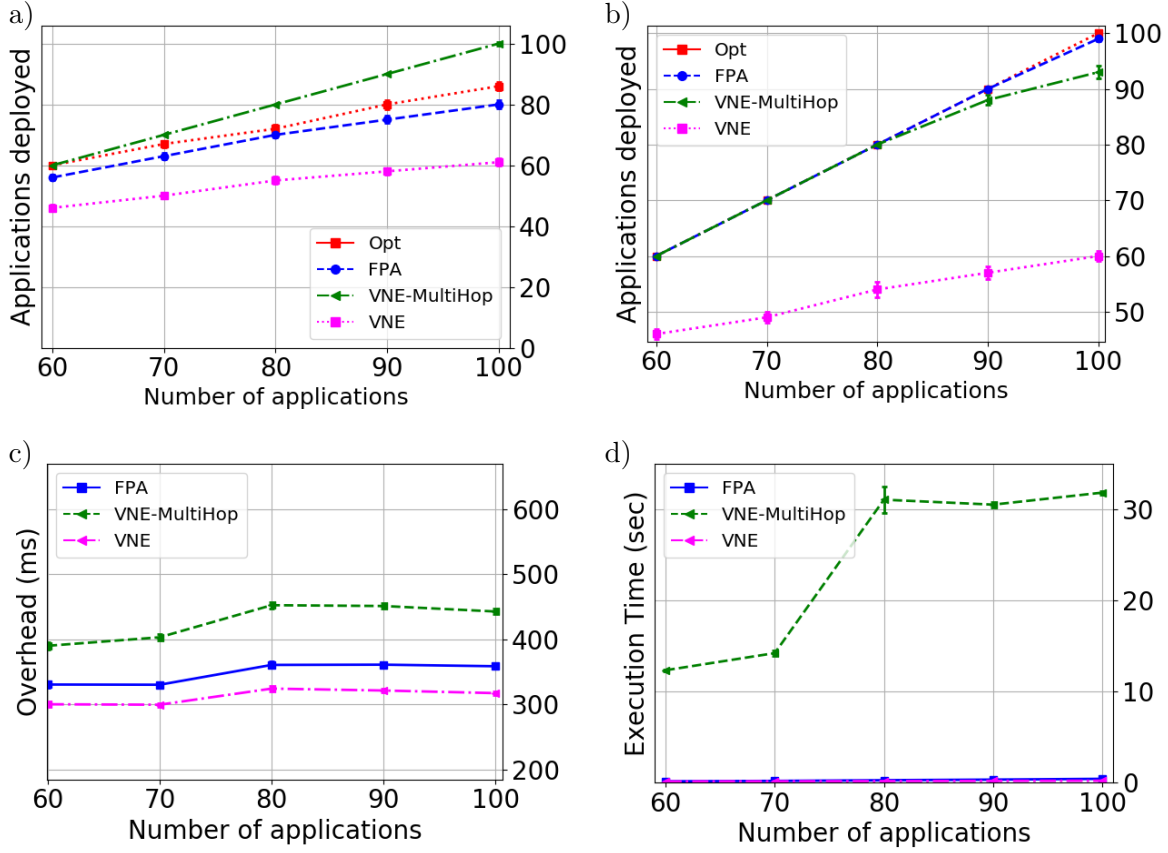 a)
Applications deployed
100
80
60
40
20
0
Opt
FPA
VNE-MultiHop
VNE
60 70 80 90 100
Number of applications
b)
Applications deployed
100
90
80
70
60
50
Opt
FPA
VNE-MultiHop
VNE
60 70 80 90 100
Number of applications
c)
Overhead (ms)
FPA
VNE-MultiHop
VNE
600
500
400
300
200
60 70 80 90 100
Number of applications
d)
Execution Time (sec)
FPA
VNE-MultiHop
VNE
30
20
10
0
60 70 80 90 100
Number of applications